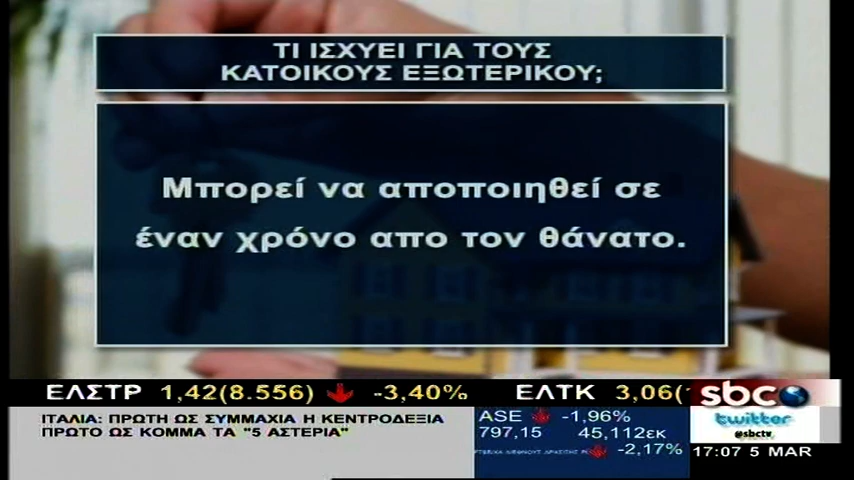 ΤΙ ΙΣΧΥΕΙ ΓΙΑ ΤΟΥΣ
ΚΑΤΟΙΚΟΥΣ ΕΞΩΤΕΡΙΚΟΥ;
Μπορεί να αποποιηθεί σε
έναν χρόνο απο τον θάνατο.
ΕΛΣΤΡ 1,42(8.556) -3,40% ΕΛΤΚ 3,06(
sbc
ΙΤΑΛΙΑ: ΠΡΩΤΗ ΩΣ ΣΥΜΜΑΧΙΑ Η ΚΕΝΤΡΟΔΕΞΙΑ
ΠΡΩΤΟ ΩΣ ΚΟΜΜΑ ΤΑ "5 ΑΣΤΕΡΙΑ"
ASE -1,96%
797,15 45,112εκ
-2,17%
twitter
@sbctv
17:07 5 MAR